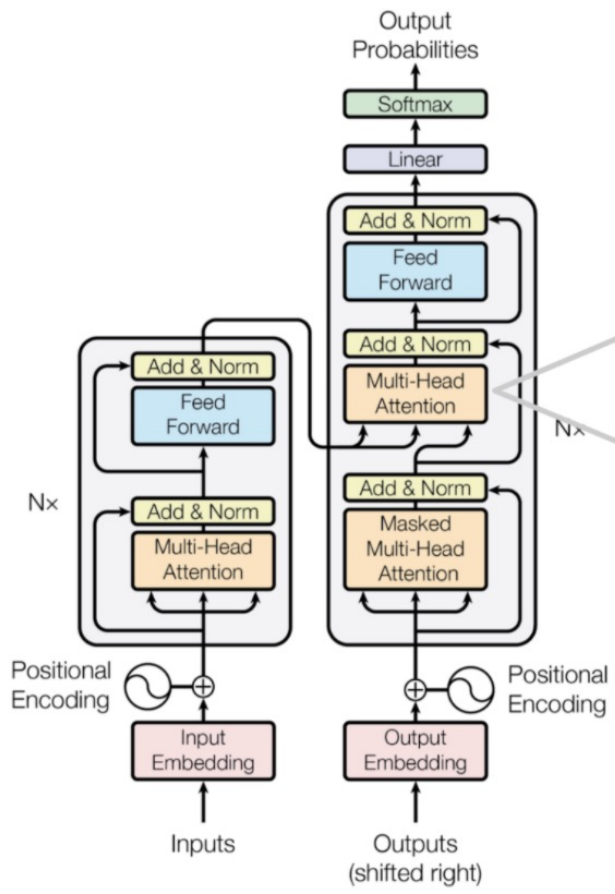 Output
Probabilities
Softmax
Linear
Add & Norm
Feed
Forward
Add & Norm
Multi-Head
Attention
Add & Norm
Masked
Multi-Head
Attention
N×
Add & Norm
Feed
Forward
N×
Add & Norm
Multi-Head
Attention
Positional
Encoding
Positional
Encoding
Input
Embedding
Output
Embedding
Inputs
Outputs
(shifted right)